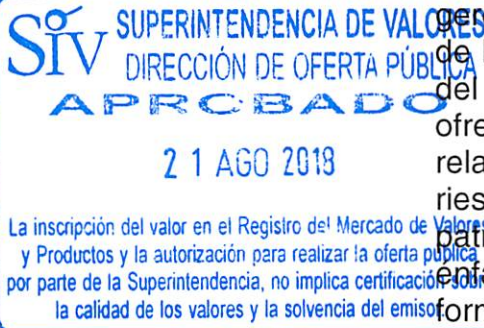 SIV SUPERINTENDENCIA DE VALORES
DIRECCIÓN DE OFERTA PÚBLICA
APROBADO
21 AGO 2018
La inscripción del valor en el Registro del Mercado de Valores
y Productos y la autorización para realizar la oferta pública
por parte de la Superintendencia, no implica certificación sobre
la calidad de los valores y la solvencia del emisor.
ger
de
del
ofre
rela
ries
pati
énfa
form